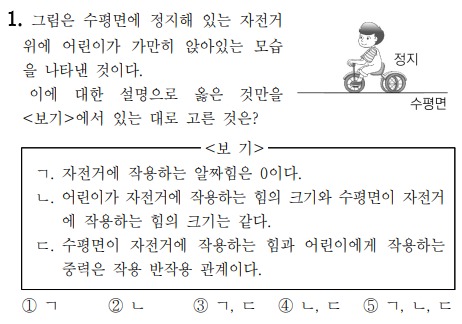 1. 그림은 수평면에 정지해 있는 자전거
위에 어린이가 가만히 앉아있는 모습
을 나타낸 것이다.
이에 대한 설명으로 옳은 것만을
<보기>에서 있는 대로 고른 것은?
정지
수평면
<보 기>
ㄱ. 자전거에 작용하는 알짜힘은 0이다.
ㄴ. 어린이가 자전거에 작용하는 힘의 크기와 수평면이 자전거
에 작용하는 힘의 크기는 같다.
ㄷ. 수평면이 자전거에 작용하는 힘과 어린이에게 작용하는
중력은 작용 반작용 관계이다.
① ㄱ ② ㄴ ③ ㄱ, ㄷ ④ ㄴ, ㄷ ⑤ ㄱ, ㄴ, ㄷ